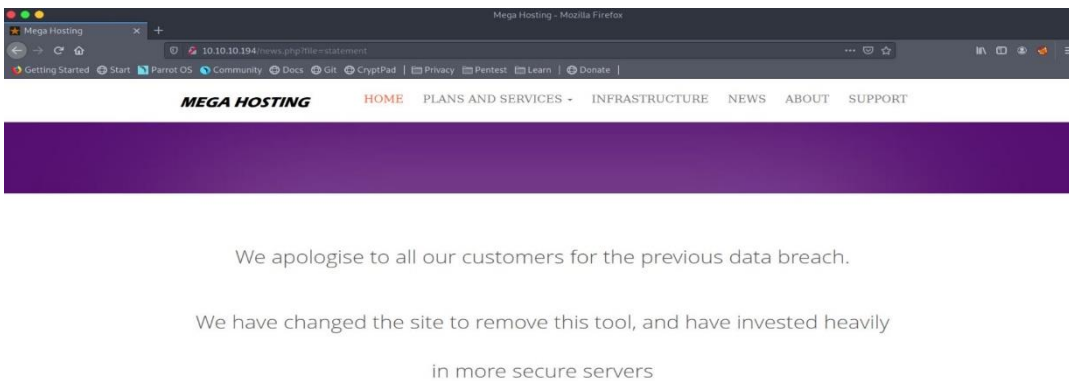 Mega Hosting - Mozilla Firefox
Mega Hosting × +
10.10.10.194/news.php?file=statement
Getting Started Start Parrot OS Community Docs Git CryptPad | Privacy Pentest Learn | Donate |
MEGA HOSTING HOME PLANS AND SERVICES INFRASTRUCTURE NEWS ABOUT SUPPORT
We apologise to all our customers for the previous data breach.
We have changed the site to remove this tool, and have invested heavily
in more secure servers